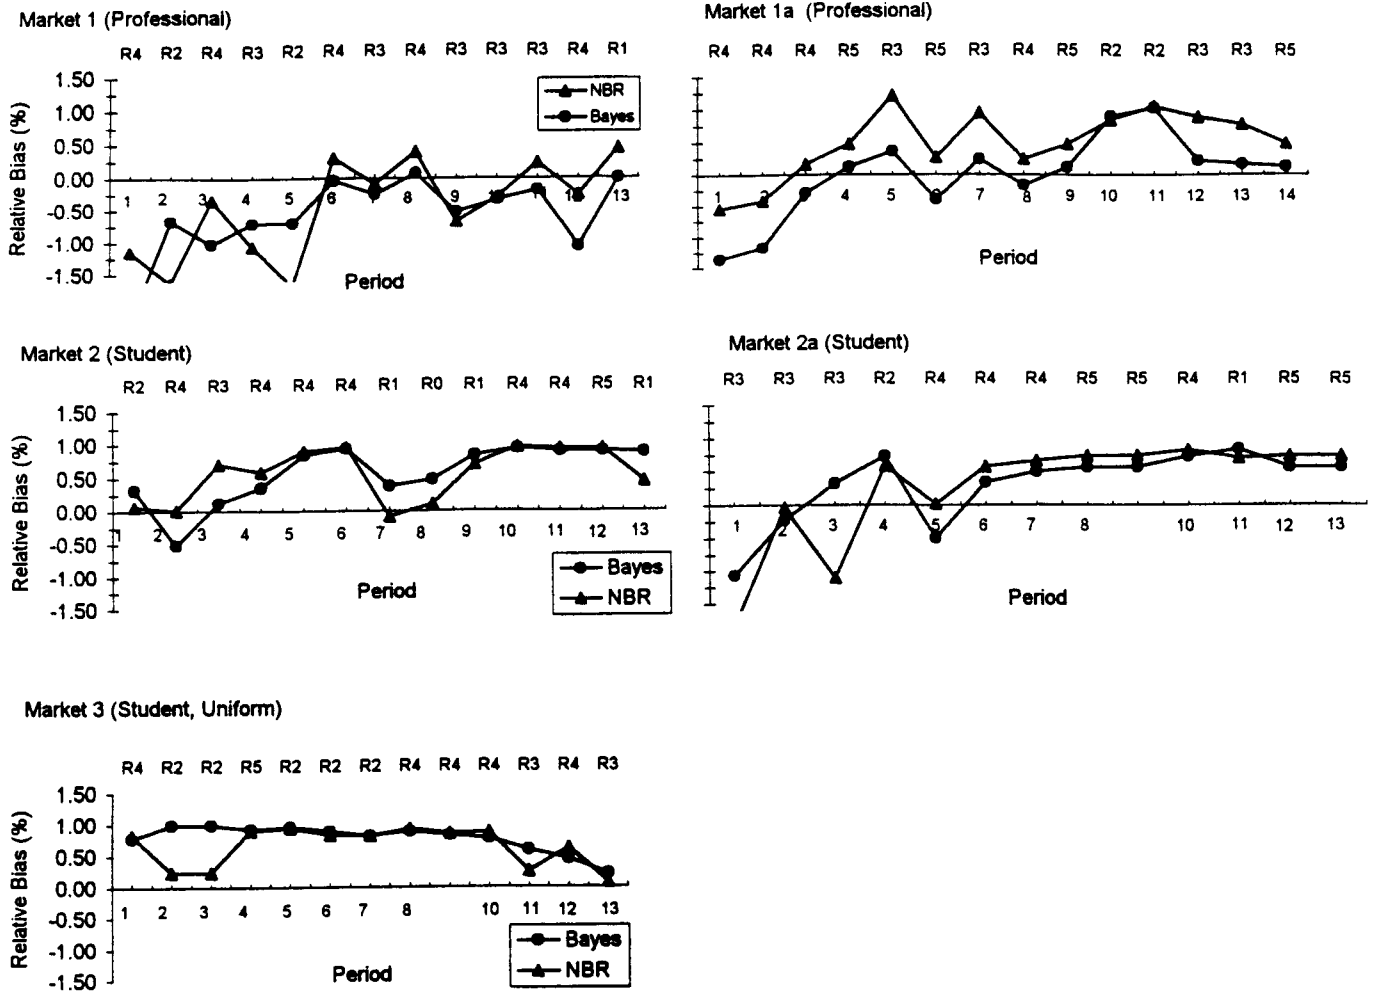 Market 1 (Professional)
R4 R2 R4 R3 R2 R4 R3 R4 R3 R3 R3 R4 R1
1.50
1.00
0.50
0.00
-0.50
-1.00
-1.50
Relative Bias (%)
NBR
Bayes
1 2 3 4 5 6 7 8 9 13
Period
Market 1a (Professional)
R4 R4 R4 R5 R3 R5 R3 R4 R5 R2 R2 R3 R3 R5
1 2 4 5 6 7 8 9 10 11 12 13 14
Period
Market 2 (Student)
R2 R4 R3 R4 R4 R4 R1 R0 R1 R4 R4 R5 R1
1.50
1.00
0.50
0.00
-0.50
-1.00
-1.50
Relative Bias (%)
1 2 3 4 5 6 7 8 9 10 11 12 13
Period
Bayes
NBR
Market 2a (Student)
R3 R3 R3 R2 R4 R4 R4 R5 R5 R4 R1 R5 R5
1 2 3 4 5 6 7 8 10 11 12 13
Period
Market 3 (Student, Uniform)
R4 R2 R2 R5 R2 R2 R2 R4 R4 R4 R3 R4 R3
1.50
1.00
0.50
0.00
-0.50
-1.00
-1.50
Relative Bias (%)
1 2 3 4 5 6 7 8 10 11 12 13
Period
Bayes
NBR